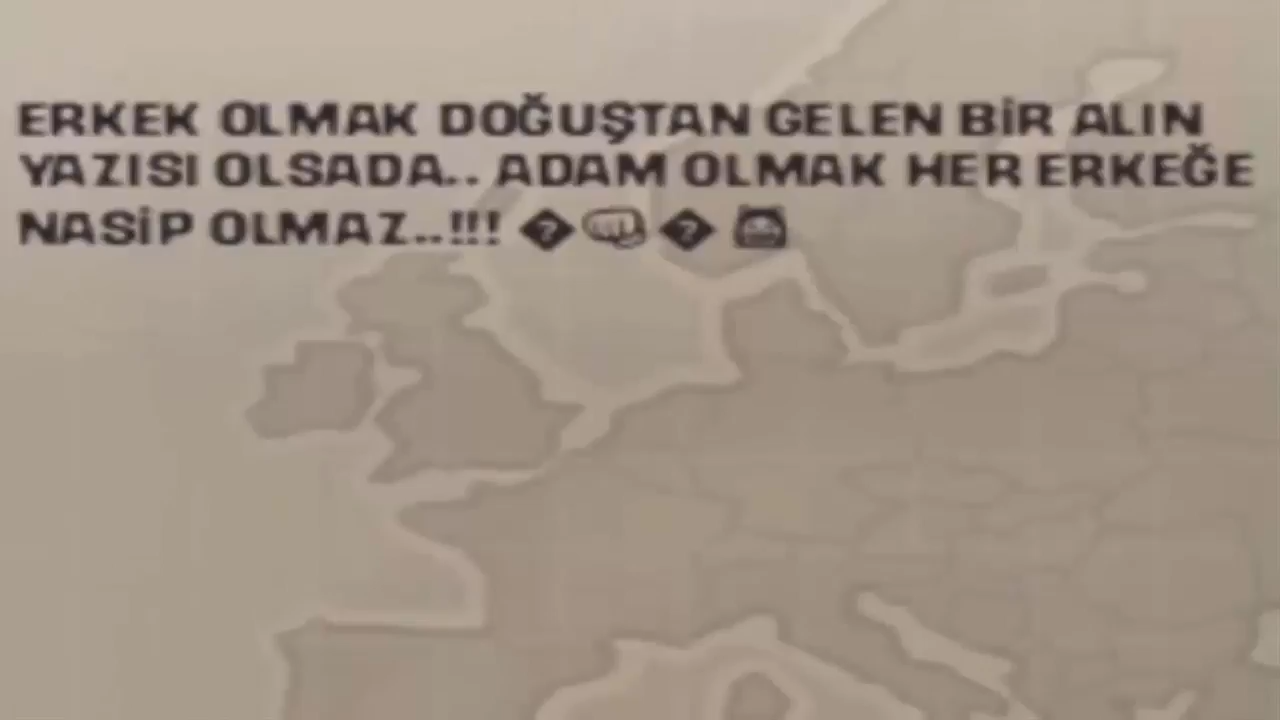 ERKEK OLMAK DOĞUŞTAN GELEN BİR ALIN
YAZISI OLSADA.. ADAM OLMAK HER ERKEĞE
NASİP OLMAZ..!!! �👊� 😈